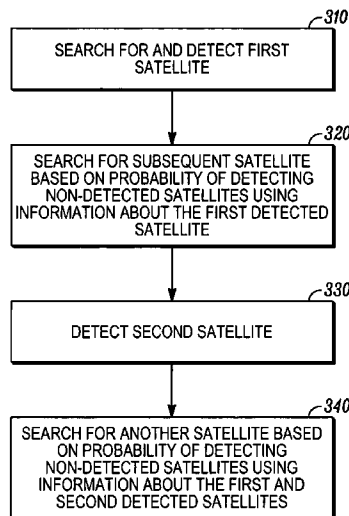 310
SEARCH FOR AND DETECT FIRST
SATELLITE
320
SEARCH FOR SUBSEQUENT SATELLITE
BASED ON PROBABILITY OF DETECTING
NON-DETECTED SATELLITES USING
INFORMATION ABOUT THE FIRST DETECTED
SATELLITE
330
DETECT SECOND SATELLITE
340
SEARCH FOR ANOTHER SATELLITE BASED
ON PROBABILITY OF DETECTING
NON-DETECTED SATELLITES USING
INFORMATION ABOUT THE FIRST AND
SECOND DETECTED SATELLITES